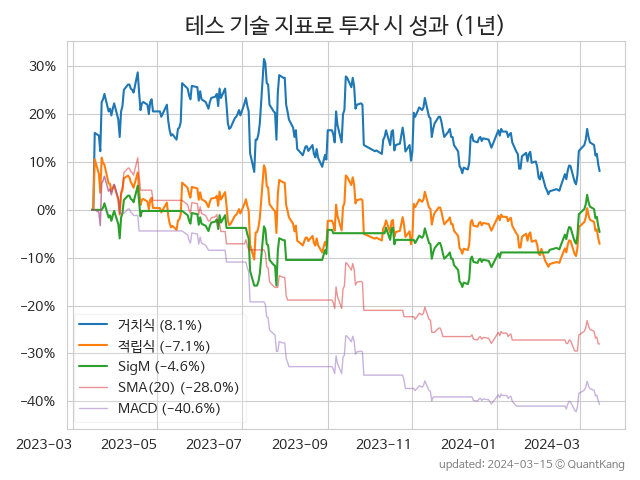 테스 기술 지표로 투자 시 성과 (1년)
30%
20%
10%
0%
−10%
−20%
−30%
−40%
거치식 (8.1%)
적립식 (−7.1%)
SigM (−4.6%)
SMA(20) (−28.0%)
MACD (−40.6%)
2023−03
2023−05
2023−07
2023−09
2023−11
2024−01
2024−03
updated: 2024−03−15 ⓒ QuantKang